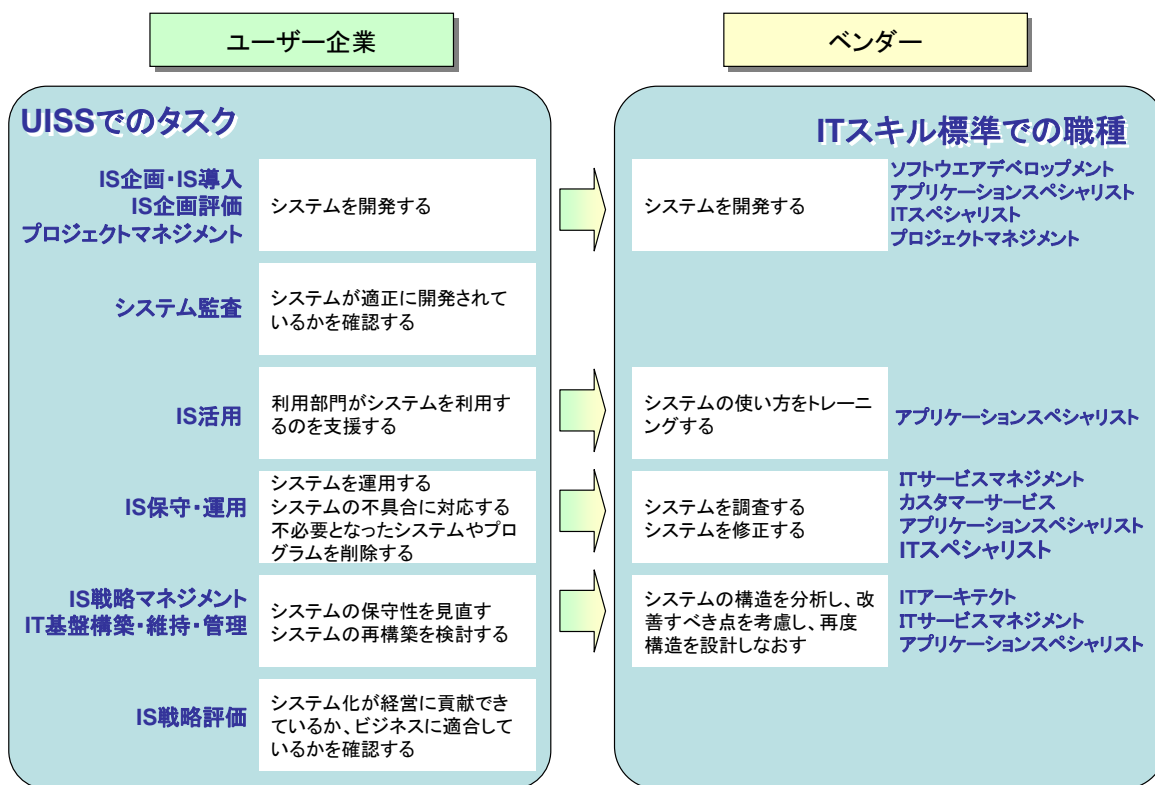 ユーザー企業
ベンダー
UISSでのタスク
ITスキル標準での職種
IS企画・IS導入
IS企画評価
プロジェクトマネジメント
システムを開発する
システムを開発する
ソフトウエアデベロップメント
アプリケーションスペシャリスト
ITスペシャリスト
プロジェクトマネジメント
システム監査
システムが適正に開発されて
いるかを確認する
IS活用
利用部門がシステムを利用す
るのを支援する
システムの使い方をトレーニ
ングする
アプリケーションスペシャリスト
IS保守・運用
システムを運用する
システムの不具合に対応する
不必要となったシステムやプロ
グラムを削除する
システムを調査する
システムを修正する
ITサービスマネジメント
カスタマーサービス
アプリケーションスペシャリスト
ITスペシャリスト
IS戦略マネジメント
IT基盤構築・維持・管理
システムの保守性を見直す
システムの再構築を検討する
システムの構造を分析し、改
善すべき点を考慮し、再度
構造を設計しなおす
ITアーキテクト
ITサービスマネジメント
アプリケーションスペシャリスト
IS戦略評価
システム化が経営に貢献でき
ているか、ビジネスに適合して
いるかを確認する